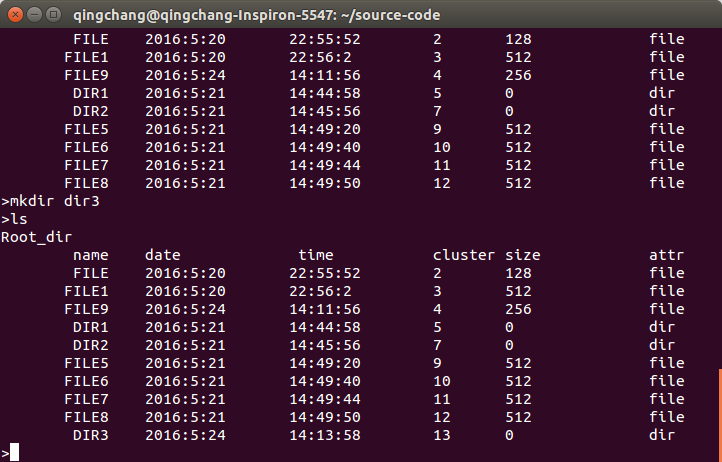 qingchang@qingchang-Inspiron-5547: ~/source-code
FILE 2016:5:20 22:55:52 2 128 file
FILE1 2016:5:20 22:56:2 3 512 file
FILE9 2016:5:24 14:11:56 4 256 file
DIR1 2016:5:21 14:44:58 5 0 dir
DIR2 2016:5:21 14:45:56 7 0 dir
FILE5 2016:5:21 14:49:20 9 512 file
FILE6 2016:5:21 14:49:40 10 512 file
FILE7 2016:5:21 14:49:44 11 512 file
FILE8 2016:5:21 14:49:50 12 512 file
>mkdir dir3
>ls
Root_dir
name date time cluster size attr
FILE 2016:5:20 22:55:52 2 128 file
FILE1 2016:5:20 22:56:2 3 512 file
FILE9 2016:5:24 14:11:56 4 256 file
DIR1 2016:5:21 14:44:58 5 0 dir
DIR2 2016:5:21 14:45:56 7 0 dir
FILE5 2016:5:21 14:49:20 9 512 file
FILE6 2016:5:21 14:49:40 10 512 file
FILE7 2016:5:21 14:49:44 11 512 file
FILE8 2016:5:21 14:49:50 12 512 file
DIR3 2016:5:24 14:13:58 13 0 dir
>